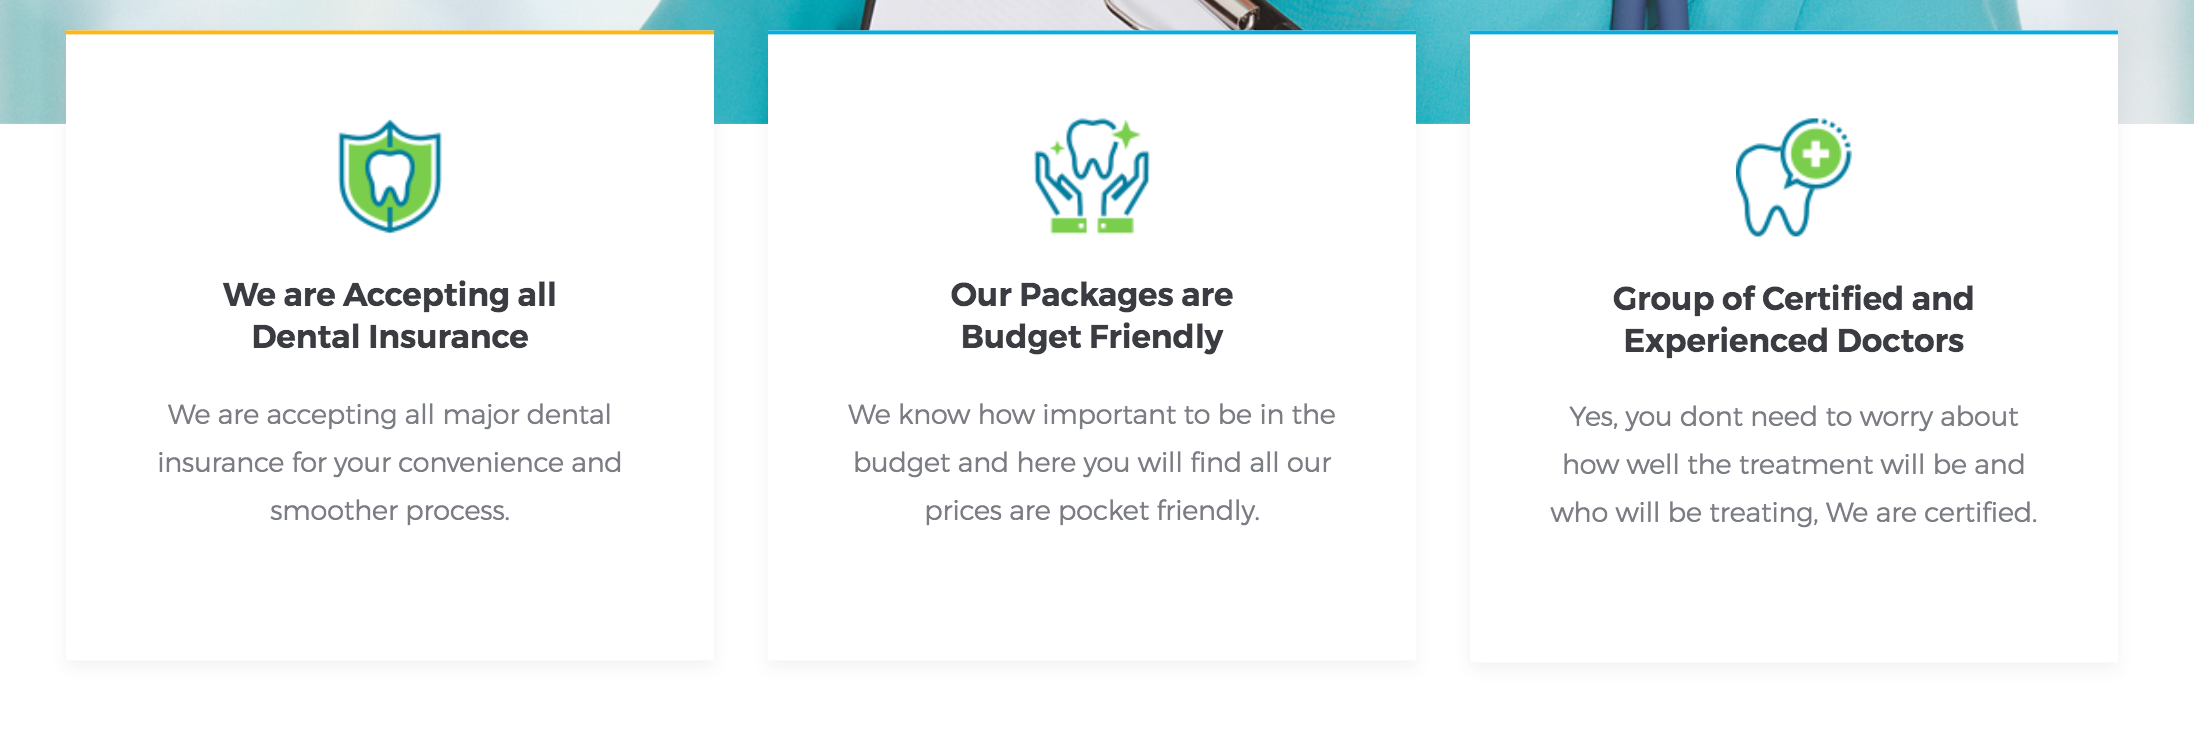 We are Accepting all
Dental Insurance
We are accepting all major dental
insurance for your convenience and
smoother process.
Our Packages are
Budget Friendly
We know how important to be in the
budget and here you will find all our
prices are pocket friendly.
Group of Certified and
Experienced Doctors
Yes, you dont need to worry about
how well the treatment will be and
who will be treating, We are certified.